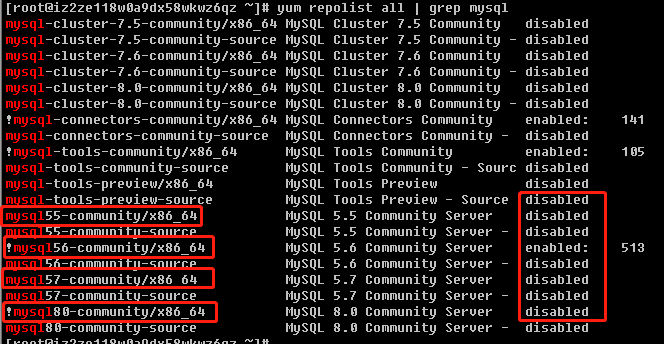 [root@iz2ze118w0a9dx58wkwz6qz ~]# yum repolist all | grep mysql
mysql-cluster-7.5-community/x86_64 MySQL Cluster 7.5 Community disabled
mysql-cluster-7.5-community-source MySQL Cluster 7.5 Community - disabled
mysql-cluster-7.6-community/x86_64 MySQL Cluster 7.6 Community disabled
mysql-cluster-7.6-community-source MySQL Cluster 7.6 Community - disabled
mysql-cluster-8.0-community/x86_64 MySQL Cluster 8.0 Community disabled
mysql-cluster-8.0-community-source MySQL Cluster 8.0 Community - disabled
!mysql-connectors-community/x86_64 MySQL Connectors Community enabled: 141
mysql-connectors-community-source MySQL Connectors Community - disabled
!mysql-tools-community/x86_64 MySQL Tools Community enabled: 105
mysql-tools-community-source MySQL Tools Community - Sourc disabled
mysql-tools-preview/x86_64 MySQL Tools Preview disabled
mysql-tools-preview-source MySQL Tools Preview - Source disabled
mysql55-community/x86_64 MySQL 5.5 Community Server disabled
mysql55-community-source MySQL 5.5 Community Server - disabled
!mysql56-community/x86_64 MySQL 5.6 Community Server enabled: 513
mysql56-community-source MySQL 5.6 Community Server - disabled
mysql57-community/x86_64 MySQL 5.7 Community Server disabled
mysql57-community-source MySQL 5.7 Community Server - disabled
!mysql80-community/x86_64 MySQL 8.0 Community Server disabled
mysql80-community-source MySQL 8.0 Community Server - disabled
[root@iz2ze118w0a9dx58wkwz6qz ~]#